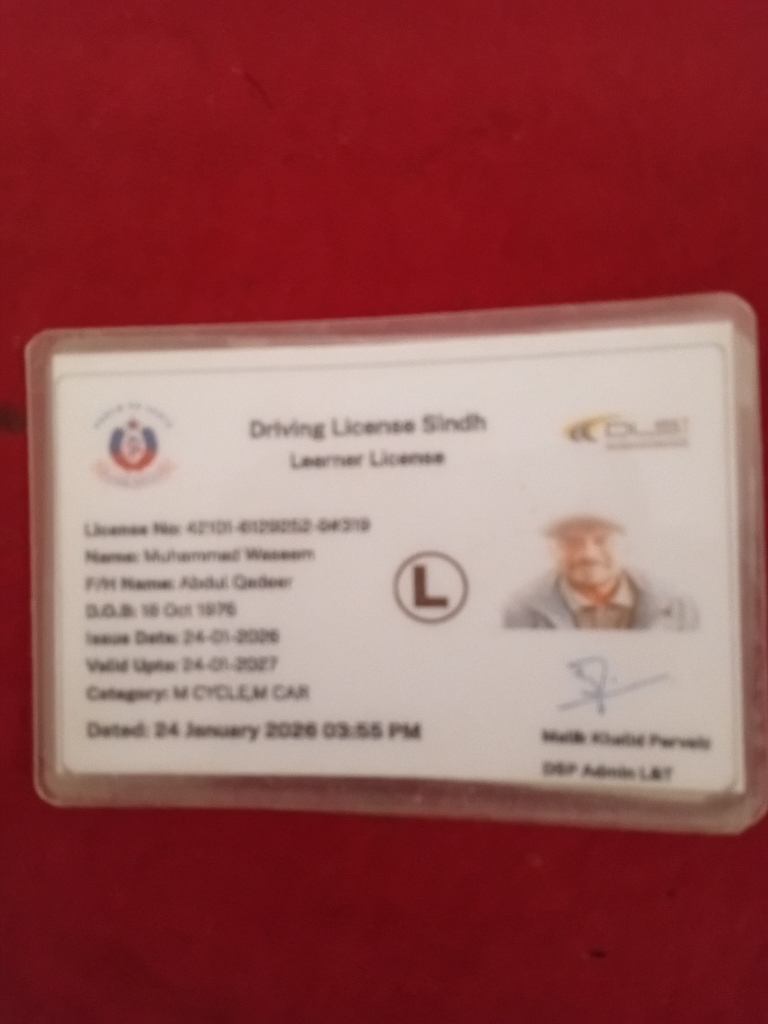 Driving License Sindh
Learner License
DLS
License No: 42101-
Name: Muhammad Waseem
F/H Name: Abdul Qadeer
D.O.B: 18 Oct 1976
Issue Date: 24-01-2026
Valid Upto: 24-01-2027
Category: M CYCLE,M CAR
L
Dated: 24 January 2026 03:55 PM
Malik Khalid Pervaiz
DSP Admin L&T